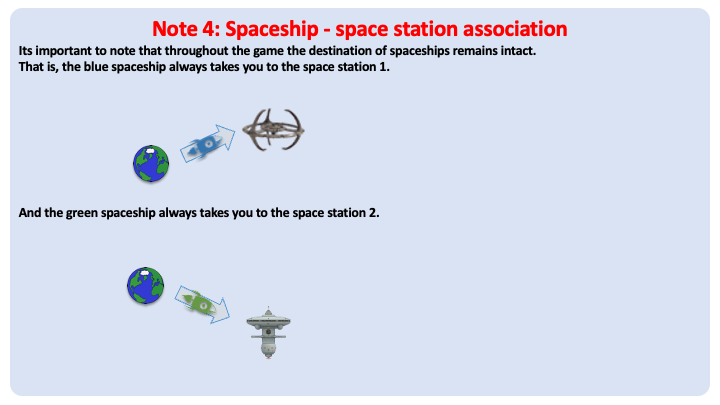 Note 4: Spaceship - space station association
Its important to note that throughout the game the destination of spaceships remains intact.
That is, the blue spaceship always takes you to the space station 1.
And the green spaceship always takes you to the space station 2.